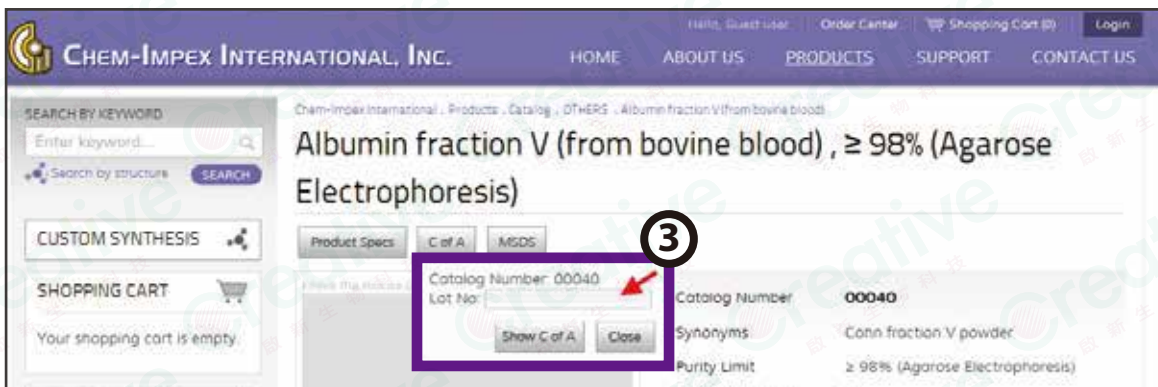 Hello, Guest user Order Center Shopping Cart (0) Login
CHEM-IMPEX INTERNATIONAL, INC.
HOME ABOUT US PRODUCTS SUPPORT CONTACT US
SEARCH BY KEYWORD
Enter keyword...
Search by structure SEARCH
CUSTOM SYNTHESIS
SHOPPING CART
Your shopping cart is empty.
Chem-Impex International . Products . Catalog . OTHERS . Albumin fraction V (from bovine blood)
Albumin fraction V (from bovine blood) , ≥ 98% (Agarose
Electrophoresis)
Product Specs C of A MSDS
③
Catalog Number: 00040
Lot No:
Show C of A Close
Catalog Number 00040
Synonyms Conn fraction V powder
Purity Limit ≥ 98% (Agarose Electrophoresis)
Creative